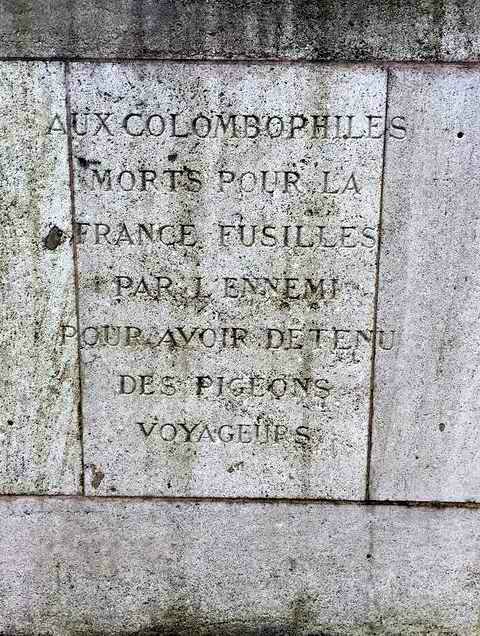 AUX COLOMBOPHILES
MORTS POUR LA
FRANCE FUSILLES
PAR L'ENNEMI
POUR AVOIR DETENU
DES PIGEONS
VOYAGEURS